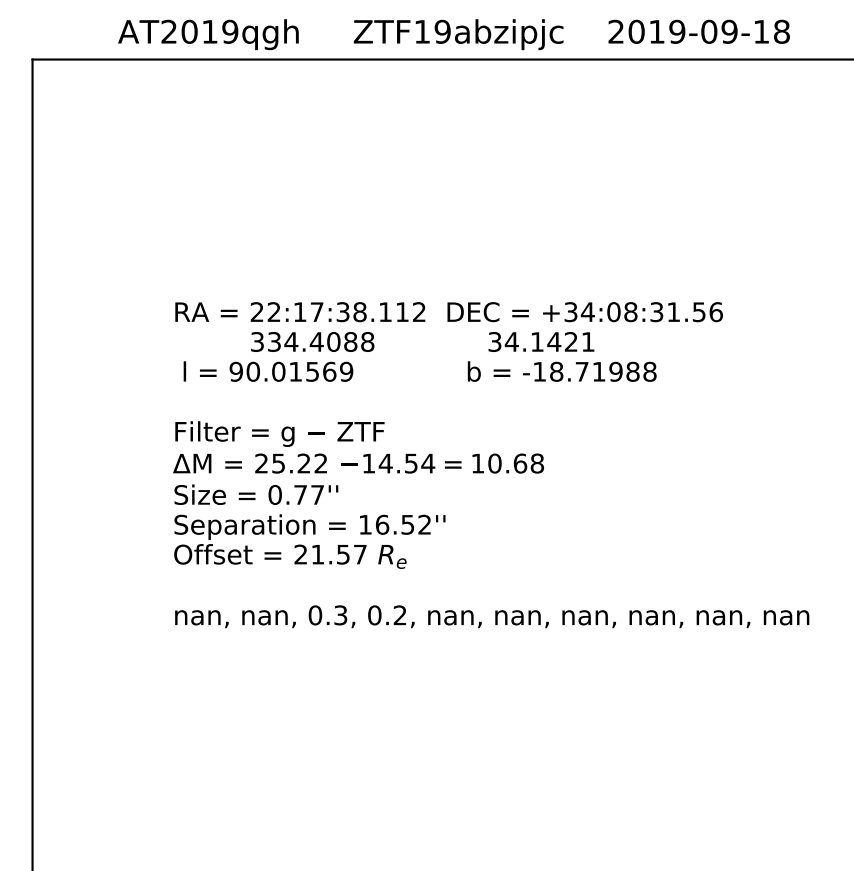 AT2019qgh ZTF19abzipjc 2019-09-18
RA = 22:17:38.112 DEC = +34:08:31.56
334.4088 34.1421
l = 90.01569 b = -18.71988
Filter = g − ZTF
ΔM = 25.22 −14.54 = 10.68
Size = 0.77''
Separation = 16.52''
Offset = 21.57 Rₑ
nan, nan, 0.3, 0.2, nan, nan, nan, nan, nan, nan